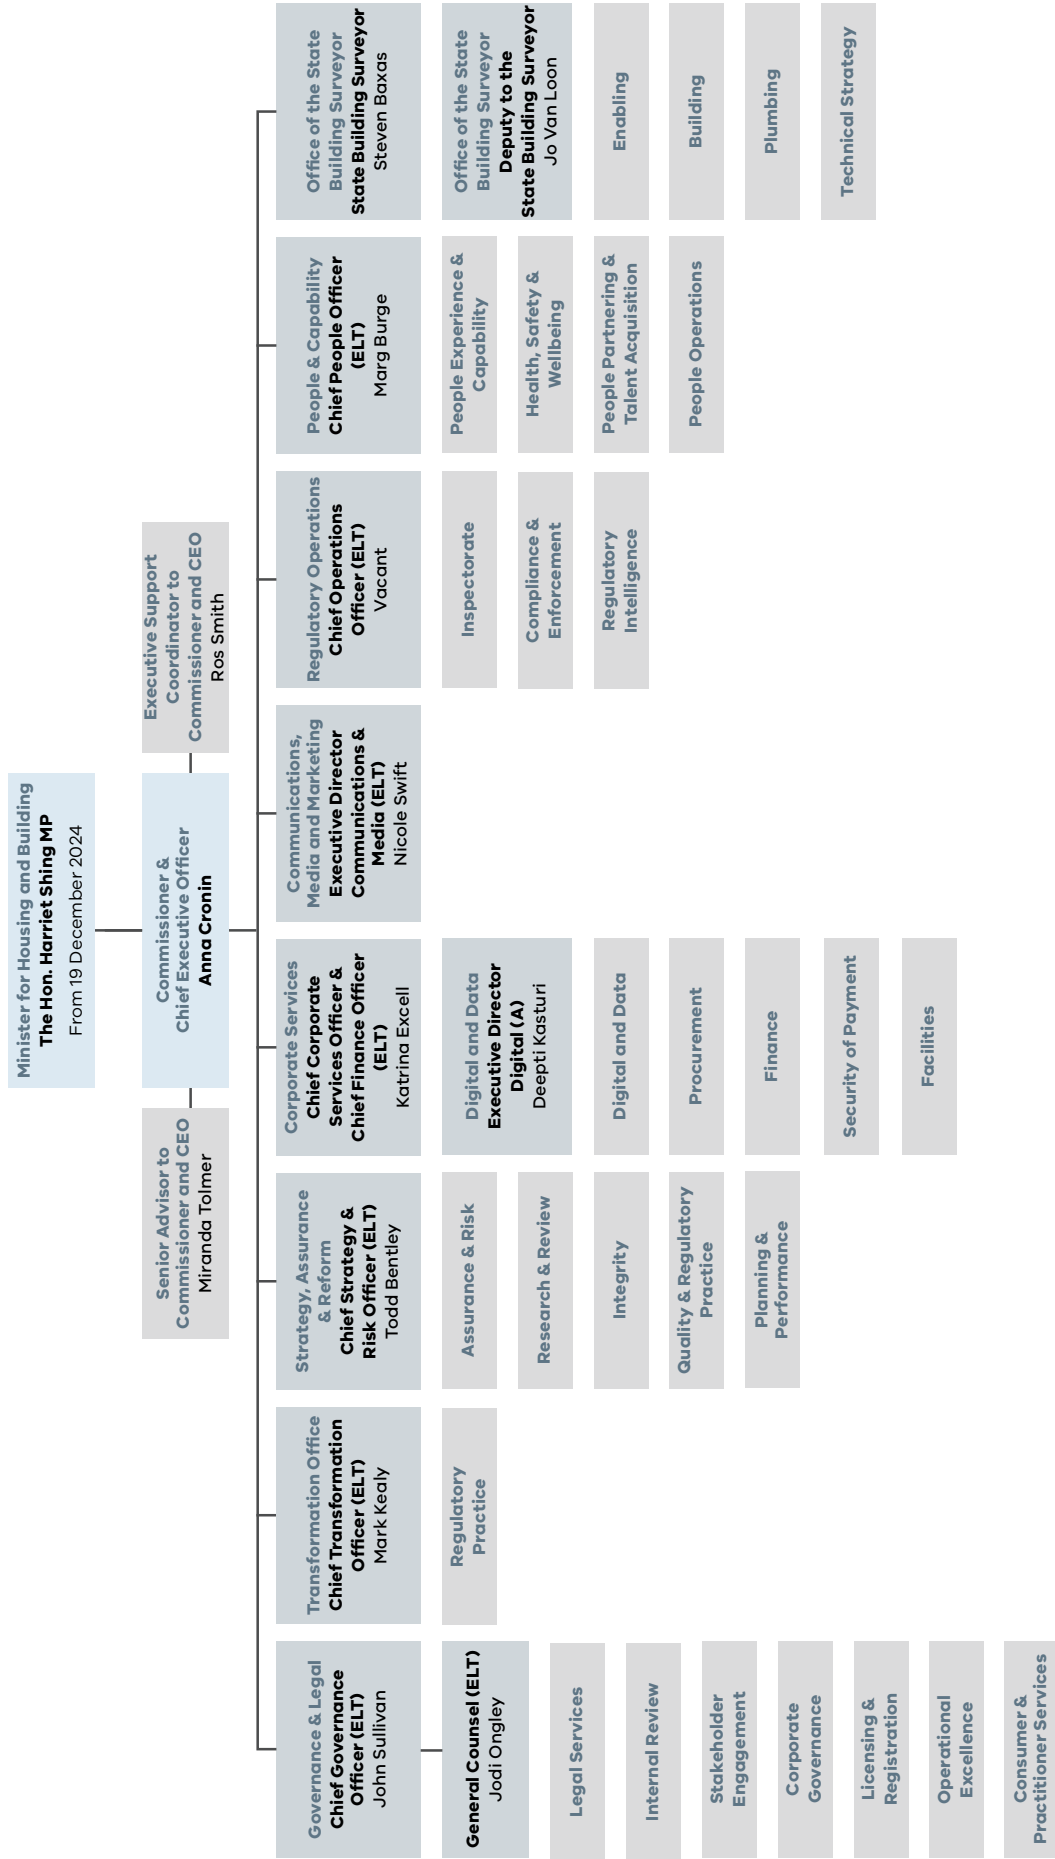 Minister for Housing and Building
The Hon. Harriet Shing MP
From 19 December 2024
Senior Advisor to
Commissioner and CEO
Miranda Tolmer
Commissioner &
Chief Executive Officer
Anna Cronin
Executive Support
Coordinator to
Commissioner and CEO
Ros Smith
Governance & Legal
Chief Governance
Officer (ELT)
John Sullivan
General Counsel (ELT)
Jodi Ongley
Legal Services
Internal Review
Stakeholder
Engagement
Corporate
Governance
Licensing &
Registration
Operational
Excellence
Consumer &
Practitioner Services
Transformation Office
Chief Transformation
Officer (ELT)
Mark Kealy
Regulatory
Practice
Strategy, Assurance
& Reform
Chief Strategy &
Risk Officer (ELT)
Todd Bentley
Assurance & Risk
Research & Review
Integrity
Quality & Regulatory
Practice
Planning &
Performance
Corporate Services
Chief Corporate
Services Officer &
Chief Finance Officer
(ELT)
Katrina Excell
Digital and Data
Executive Director
Digital (A)
Deepti Kasturi
Digital and Data
Procurement
Finance
Security of Payment
Facilities
Communications,
Media and Marketing
Executive Director
Communications &
Media (ELT)
Nicole Swift
Regulatory Operations
Chief Operations
Officer (ELT)
Vacant
Inspectorate
Compliance &
Enforcement
Regulatory
Intelligence
People & Capability
Chief People Officer
(ELT)
Marg Burge
People Experience &
Capability
Health, Safety &
Wellbeing
People Partnering &
Talent Acquisition
People Operations
Office of the State
Building Surveyor
State Building Surveyor
Steven Baxas
Office of the State
Building Surveyor
Deputy to the
State Building Surveyor
Jo Van Loon
Enabling
Building
Plumbing
Technical Strategy